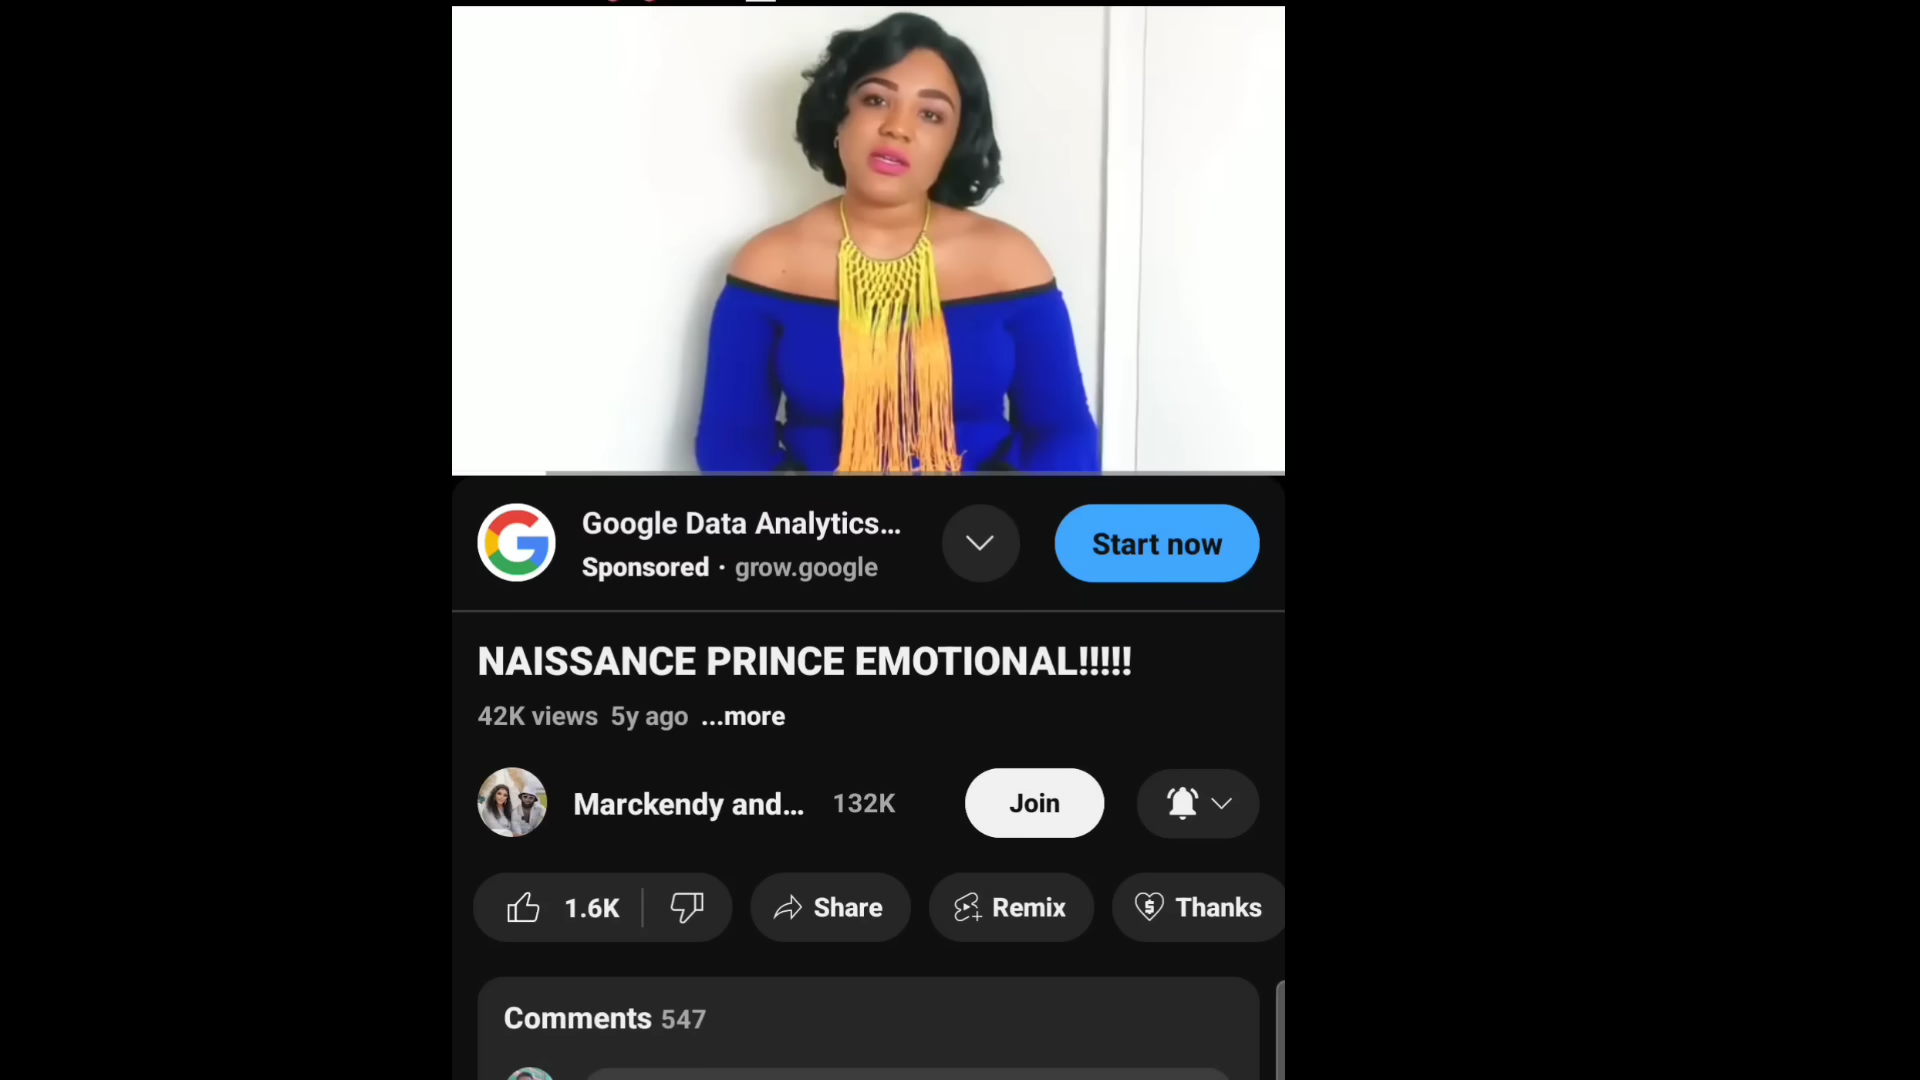 Google Data Analytics...
Sponsored · grow.google
Start now
NAISSANCE PRINCE EMOTIONAL!!!!!
42K views 5y ago ...more
Marckendy and... 132K
Join
1.6K
Share
Remix
Thanks
Comments 547